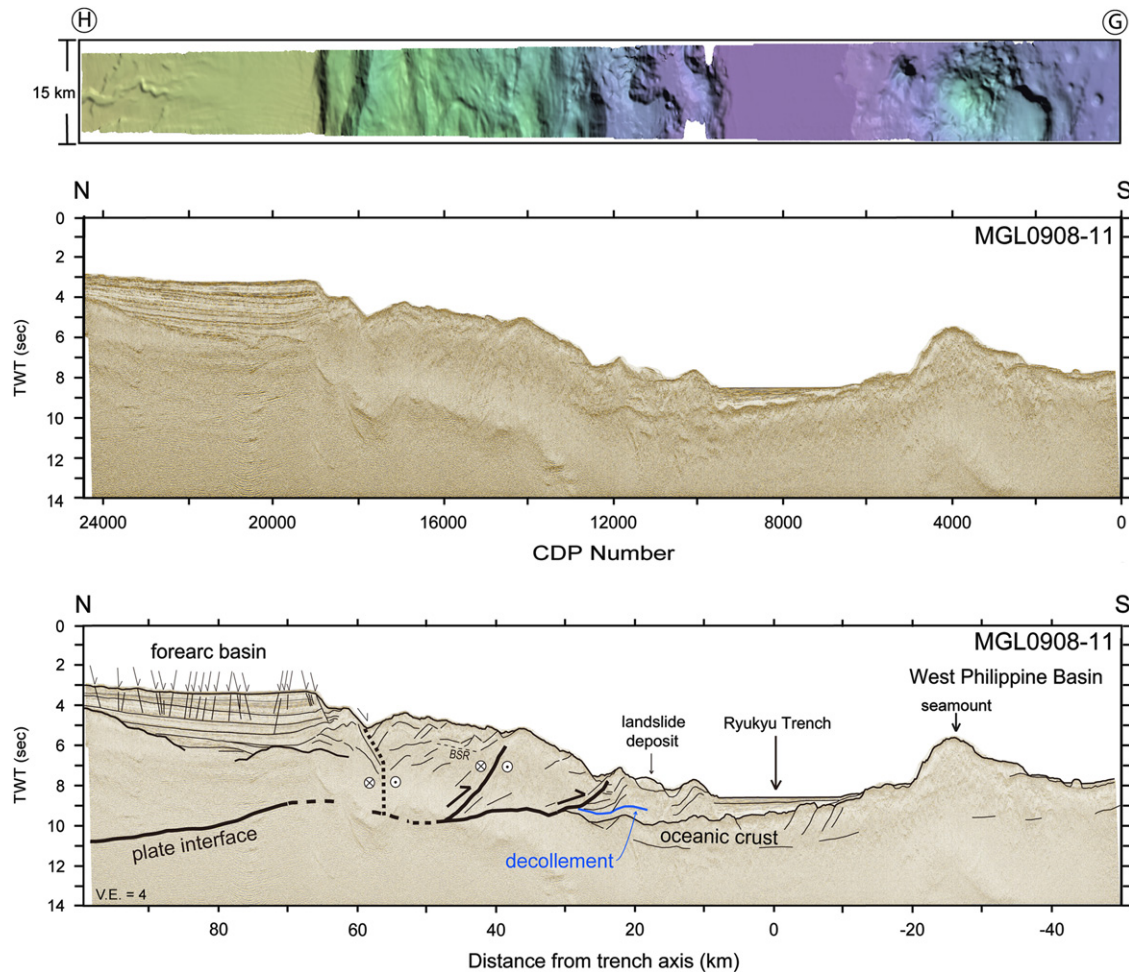 H
G
15 km
N
S
MGL0908-11
0
2
4
6
8
10
12
14
TWT (sec)
24000 20000 16000 12000 8000 4000 0
CDP Number
N
S
MGL0908-11
forearc basin
West Philippine Basin
seamount
landslide
deposit
Ryukyu Trench
BSR
plate interface
decollement
oceanic crust
V.E. = 4
0
2
4
6
8
10
12
14
TWT (sec)
80 60 40 20 0 -20 -40
Distance from trench axis (km)